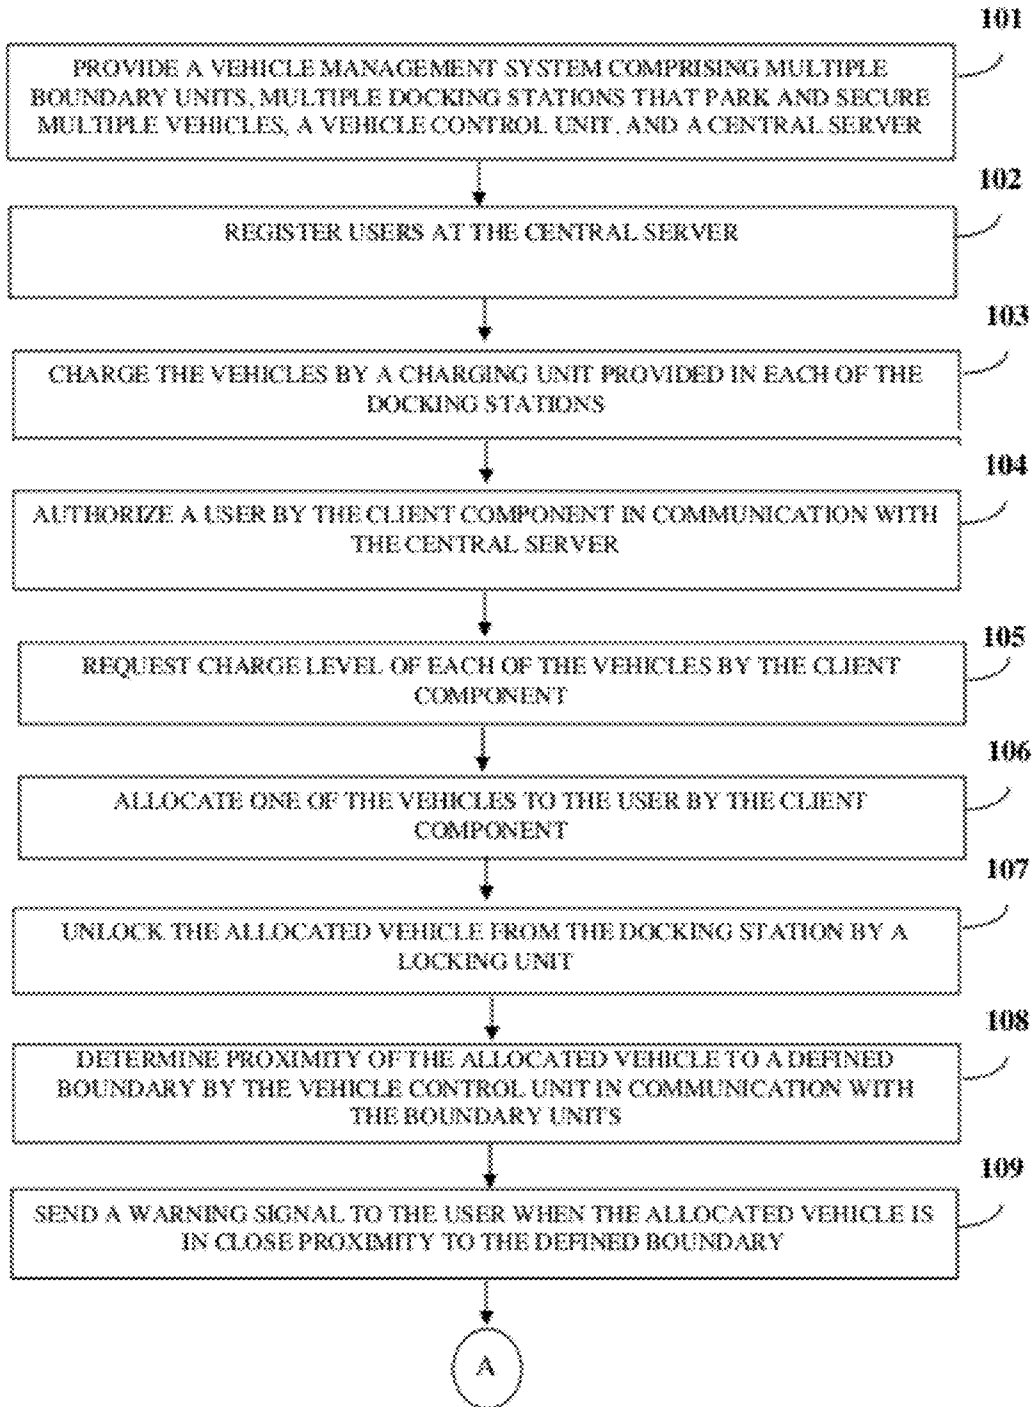 101
PROVIDE A VEHICLE MANAGEMENT SYSTEM COMPRISING MULTIPLE
BOUNDARY UNITS, MULTIPLE DOCKING STATIONS THAT PARK AND SECURE
MULTIPLE VEHICLES, A VEHICLE CONTROL UNIT, AND A CENTRAL SERVER
102
REGISTER USERS AT THE CENTRAL SERVER
103
CHARGE THE VEHICLES BY A CHARGING UNIT PROVIDED IN EACH OF THE
DOCKING STATIONS
104
AUTHORIZE A USER BY THE CLIENT COMPONENT IN COMMUNICATION WITH
THE CENTRAL SERVER
105
REQUEST CHARGE LEVEL OF EACH OF THE VEHICLES BY THE CLIENT
COMPONENT
106
ALLOCATE ONE OF THE VEHICLES TO THE USER BY THE CLIENT
COMPONENT
107
UNLOCK THE ALLOCATED VEHICLE FROM THE DOCKING STATION BY A
LOCKING UNIT
108
DETERMINE PROXIMITY OF THE ALLOCATED VEHICLE TO A DEFINED
BOUNDARY BY THE VEHICLE CONTROL UNIT IN COMMUNICATION WITH
THE BOUNDARY UNITS
109
SEND A WARNING SIGNAL TO THE USER WHEN THE ALLOCATED VEHICLE IS
IN CLOSE PROXIMITY TO THE DEFINED BOUNDARY
A